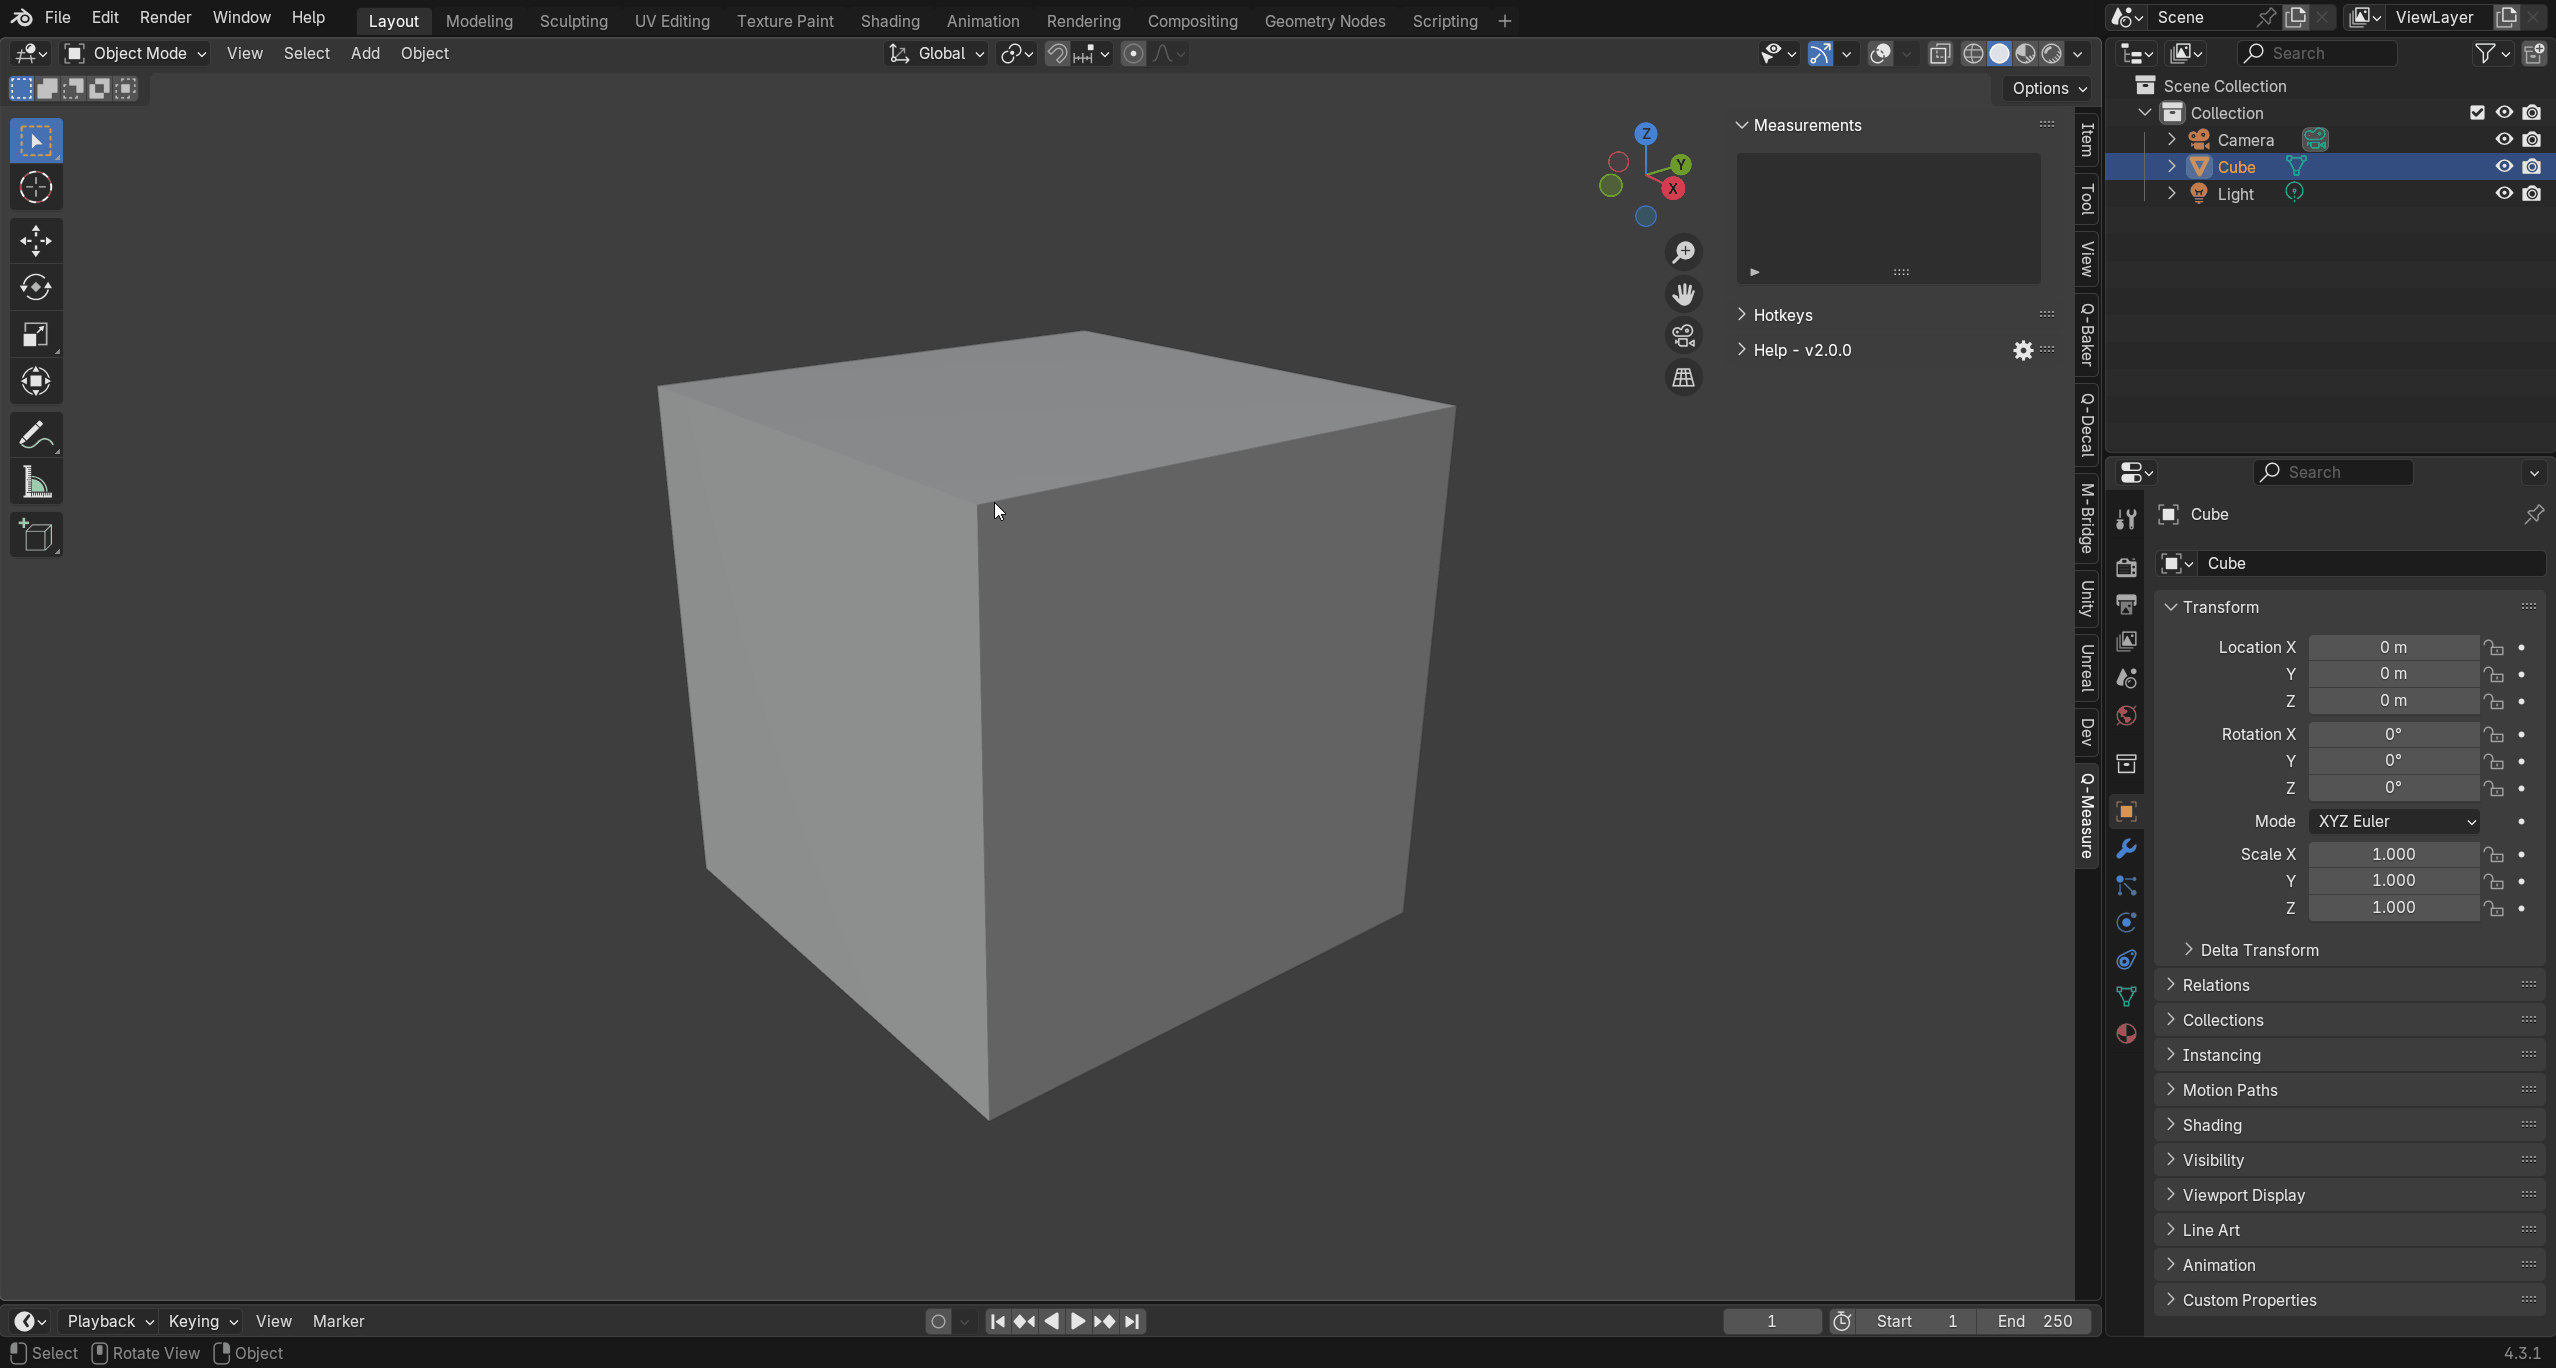 File Edit Render Window Help Layout Modeling Sculpting UV Editing Texture Paint Shading Animation Rendering Compositing Geometry Nodes Scripting + Scene ViewLayer
Object Mode View Select Add Object Global Search
Options
Scene Collection
Collection
Camera
Cube
Light
Z
Y
X
Measurements
Hotkeys
Help - v2.0.0
Item
Tool
View
Q-Baker
Q-Decal
M-Bridge
Unity
Unreal
Dev
Q-Measure
Search
Cube
Cube
Transform
Location X 0 m
Y 0 m
Z 0 m
Rotation X 0°
Y 0°
Z 0°
Mode XYZ Euler
Scale X 1.000
Y 1.000
Z 1.000
Delta Transform
Relations
Collections
Instancing
Motion Paths
Shading
Visibility
Viewport Display
Line Art
Animation
Custom Properties
Playback Keying View Marker 1 Start 1 End 250
Select Rotate View Object 4.3.1